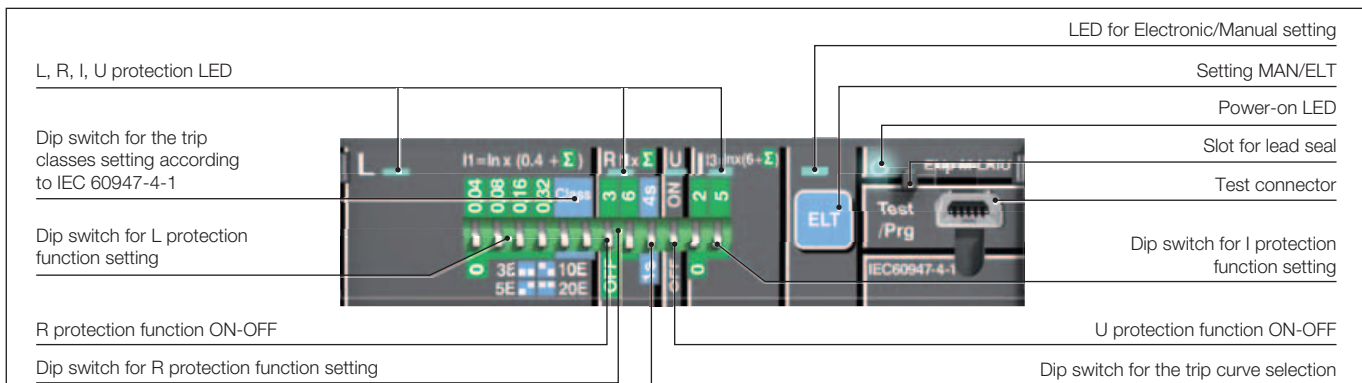 LED for Electronic/Manual setting
L, R, I, U protection LED
Setting MAN/ELT
Power-on LED
Dip switch for the trip
classes setting according
to IEC 60947-4-1
Slot for lead seal
Test connector
Dip switch for L protection
function setting
Dip switch for I protection
function setting
R protection function ON-OFF
U protection function ON-OFF
Dip switch for R protection function setting
Dip switch for the trip curve selection
L
I1=In x (0.4 + Σ)
R
x Σ
U
I3=Inx(6+Σ)
0.04
0.08
0.16
0.32
Class
3
6
4s
ON
2
5
0
3E
10E
5E
20E
OFF
1s
OFF
0
ELT
Test
/Prg
IEC60947-4-1